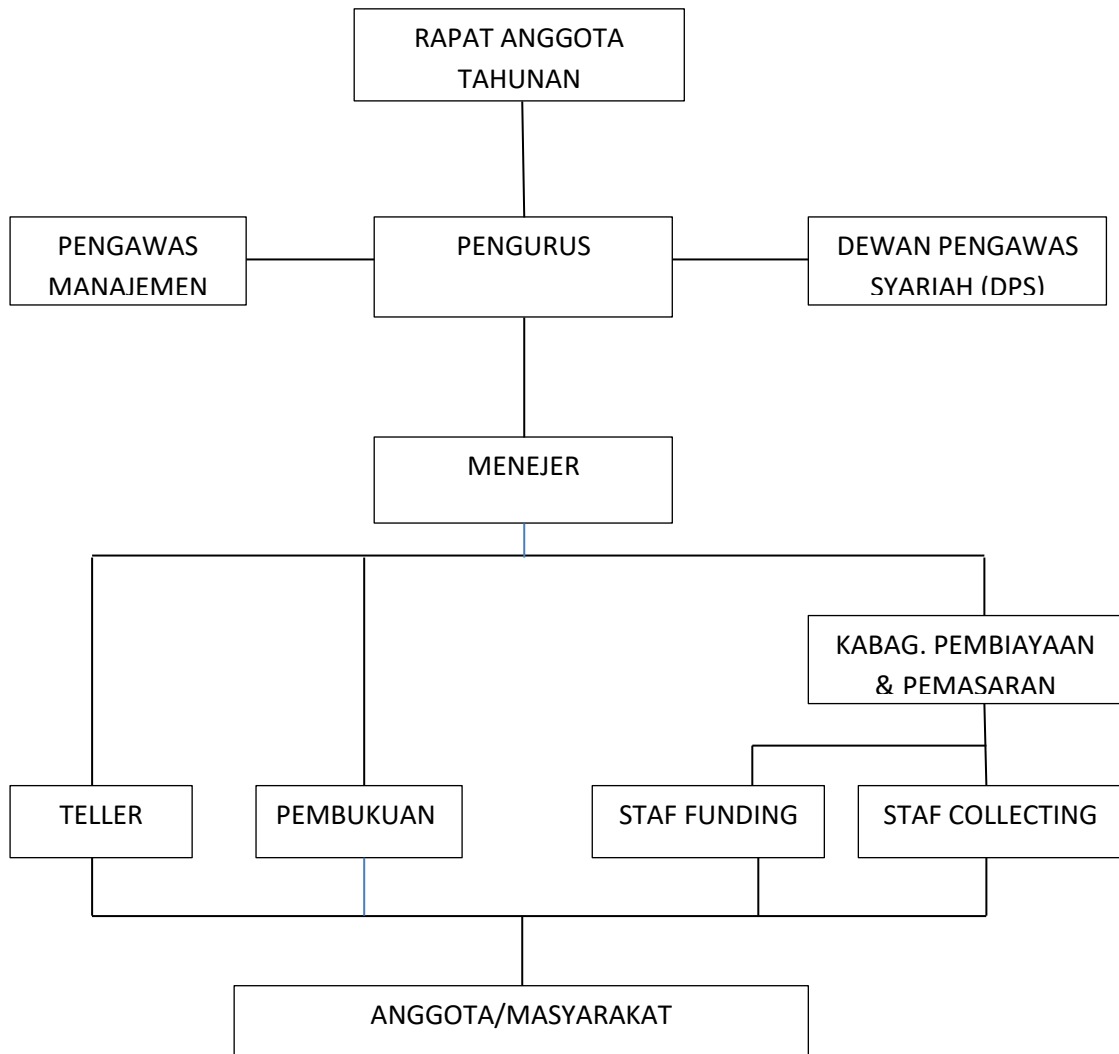 RAPAT ANGGOTA
TAHUNAN
PENGAWAS
MANAJEMEN
PENGURUS
DEWAN PENGAWAS
SYARIAH (DPS)
MENEJER
KABAG. PEMBIAYAAN
& PEMASARAN
TELLER
PEMBUKUAN
STAF FUNDING
STAF COLLECTING
ANGGOTA/MASYARAKAT